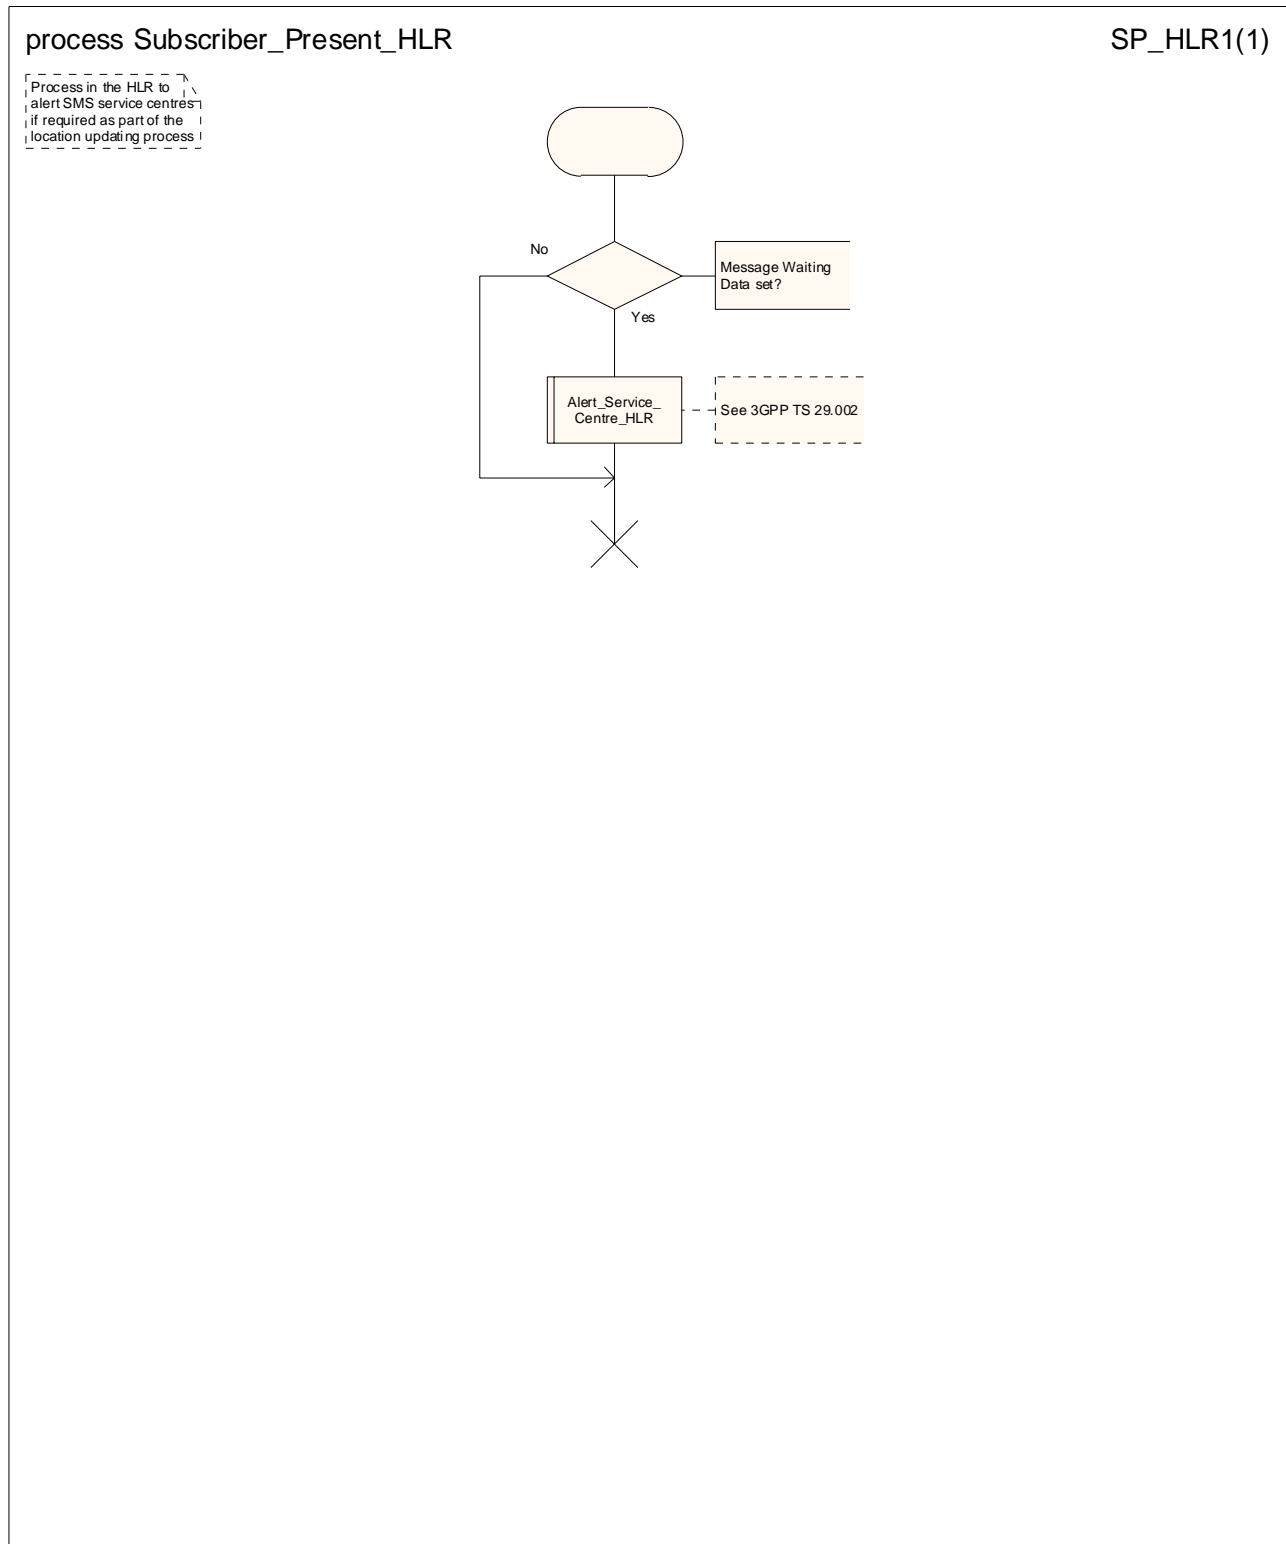 process Subscriber_Present_HLR
SP_HLR1(1)
Process in the HLR to
alert SMS service centres
if required as part of the
location updating process
No
Message Waiting
Data set?
Yes
Alert_Service_
Centre_HLR
See 3GPP TS 29.002